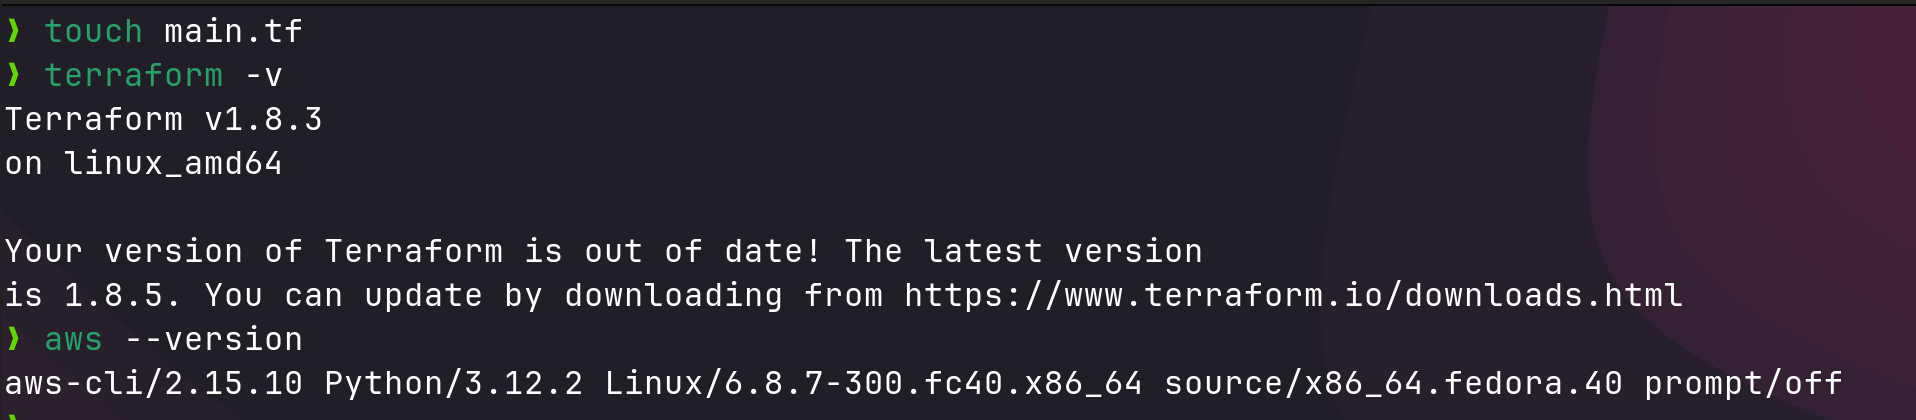 ❯ touch main.tf
❯ terraform -v
Terraform v1.8.3
on linux_amd64

Your version of Terraform is out of date! The latest version
is 1.8.5. You can update by downloading from https://www.terraform.io/downloads.html
❯ aws --version
aws-cli/2.15.10 Python/3.12.2 Linux/6.8.7-300.fc40.x86_64 source/x86_64.fedora.40 prompt/off